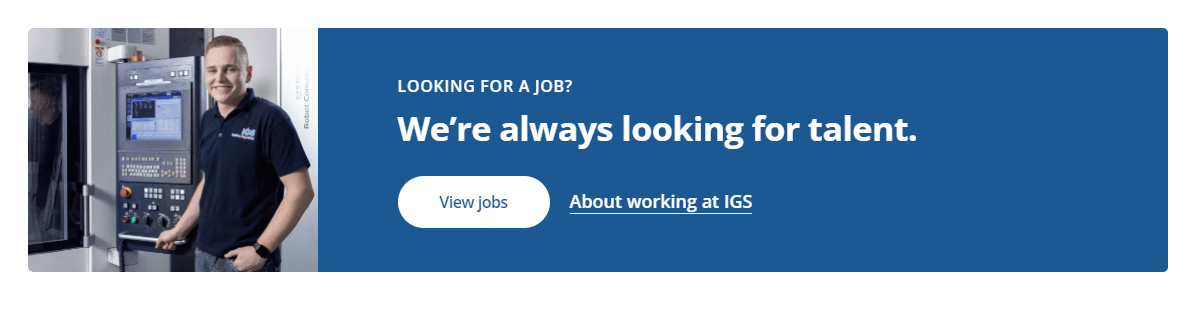 LOOKING FOR A JOB?
We’re always looking for talent.
View jobs
About working at IGS